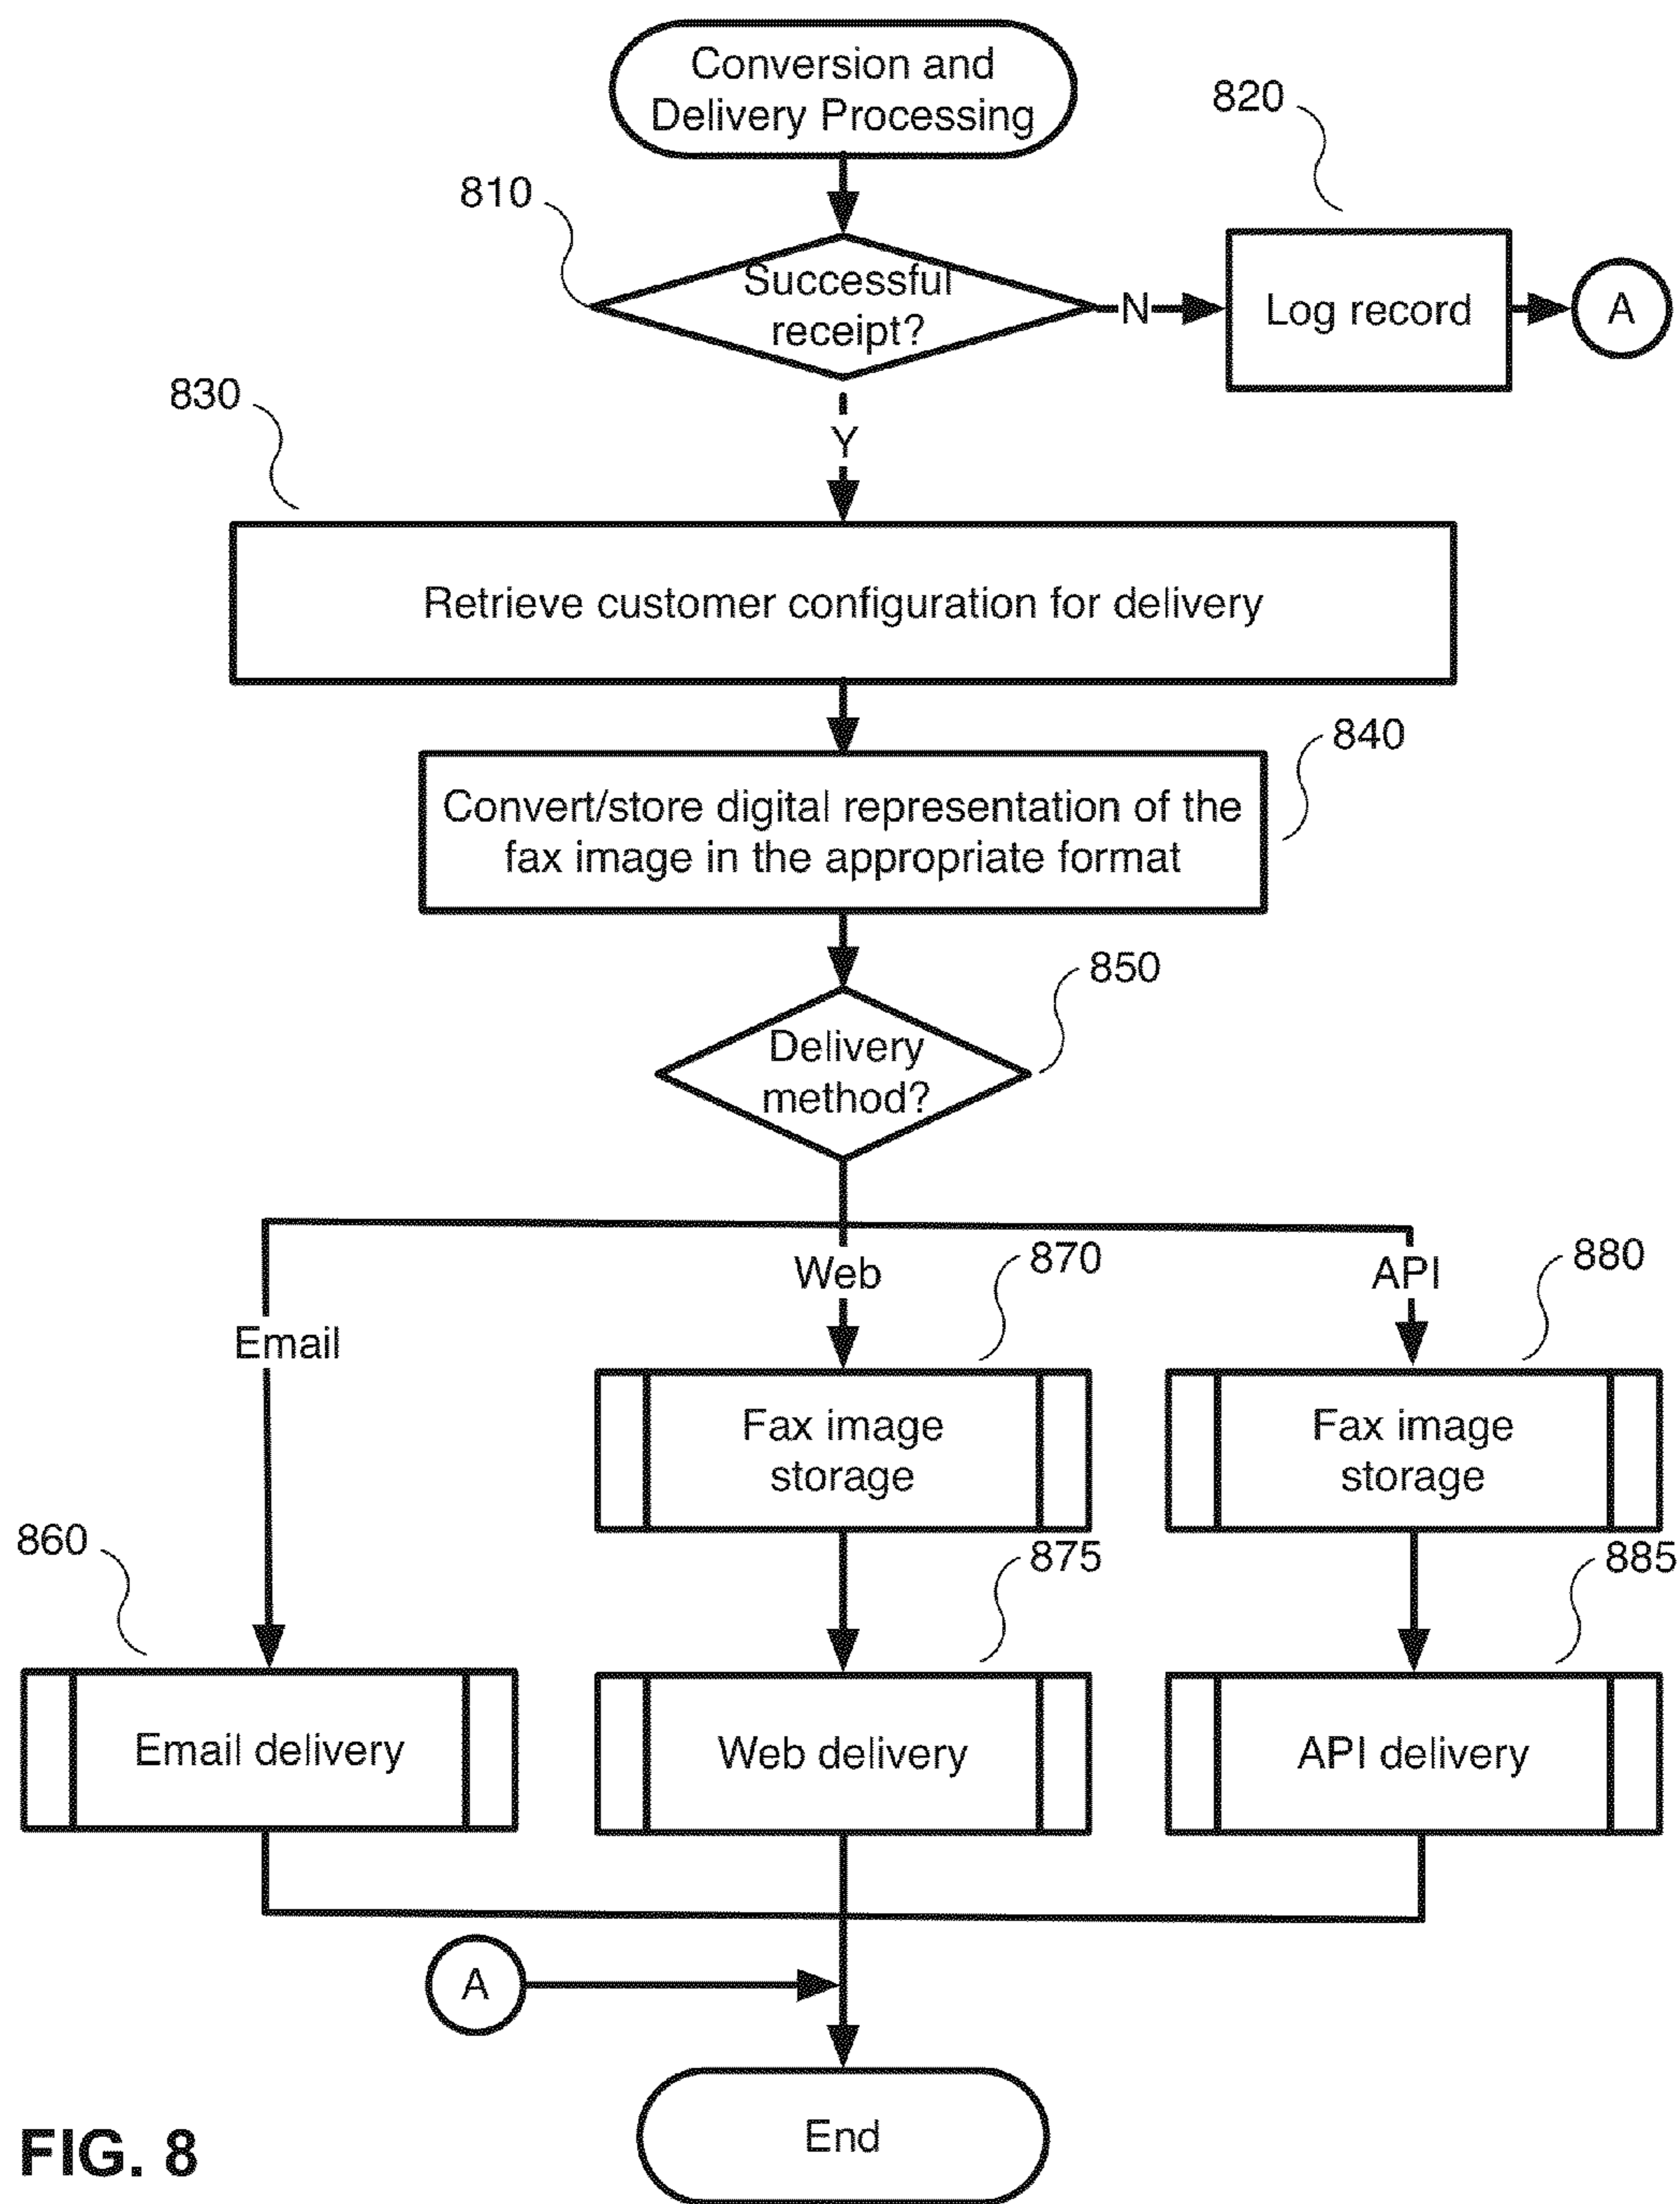 Conversion and
Delivery Processing
820
810
Successful
receipt?
N
Log record
A
830
Y
Retrieve customer configuration for delivery
840
Convert/store digital representation of the
fax image in the appropriate format
850
Delivery
method?
870
880
Web
API
Email
Fax image
storage
Fax image
storage
860
875
885
Email delivery
Web delivery
API delivery
A
End
FIG. 8